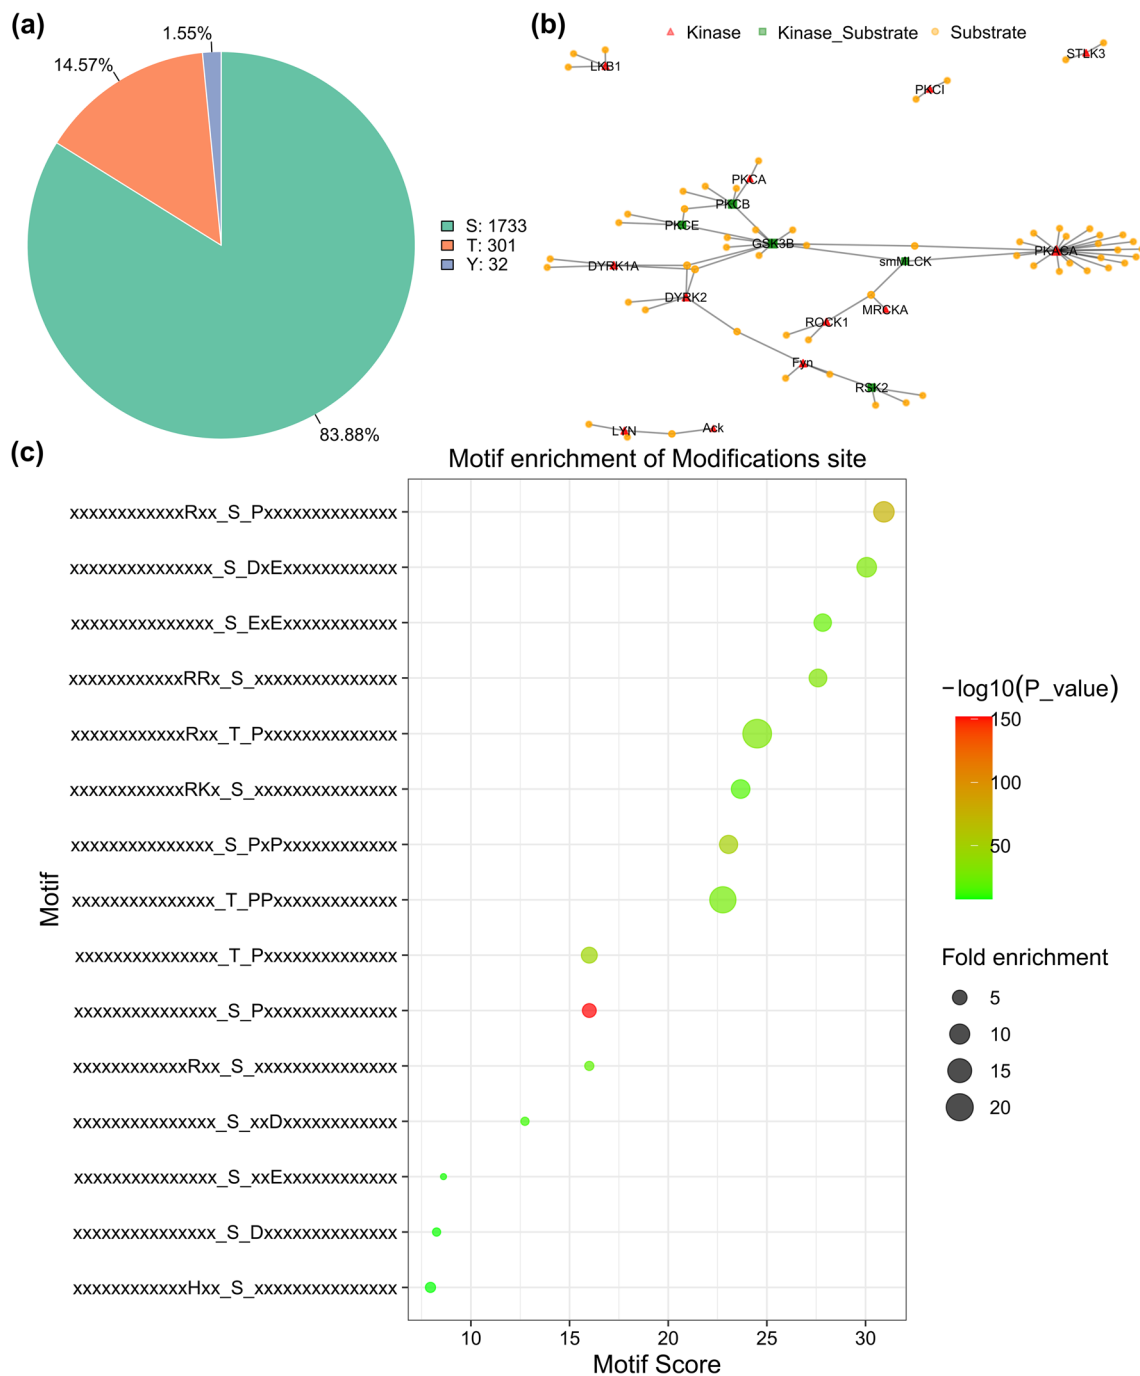 (a)
1.55%
14.57%
83.88%
S: 1733
T: 301
Y: 32
(b)
Kinase
Kinase_Substrate
Substrate
LKB1
STLK3
PKCI
PKCA
PKCB
PKCE
GSK3B
smMLCK
PKACA
DYRK1A
DYRK2
MRCKA
ROCK1
Fyn
RSK2
LYN
Ack
(c)
Motif enrichment of Modifications site
Motif
xxxxxxxxxxxxRxx_S_Pxxxxxxxxxxxxxx
xxxxxxxxxxxxxxx_S_DxExxxxxxxxxxxx
xxxxxxxxxxxxxxx_S_ExExxxxxxxxxxxx
xxxxxxxxxxxxRRx_S_xxxxxxxxxxxxxxx
xxxxxxxxxxxxRxx_T_Pxxxxxxxxxxxxxx
xxxxxxxxxxxxRKx_S_xxxxxxxxxxxxxxx
xxxxxxxxxxxxxxx_S_PxPxxxxxxxxxxxx
xxxxxxxxxxxxxxx_T_PPxxxxxxxxxxxxx
xxxxxxxxxxxxxxx_T_Pxxxxxxxxxxxxxx
xxxxxxxxxxxxxxx_S_Pxxxxxxxxxxxxxx
xxxxxxxxxxxxRxx_S_xxxxxxxxxxxxxxx
xxxxxxxxxxxxxxx_S_xxDxxxxxxxxxxxx
xxxxxxxxxxxxxxx_S_xxExxxxxxxxxxxx
xxxxxxxxxxxxxxx_S_Dxxxxxxxxxxxxxx
xxxxxxxxxxxxHxx_S_xxxxxxxxxxxxxxx
10 15 20 25 30
Motif Score
−log10(P_value)
150
100
50
Fold enrichment
5
10
15
20